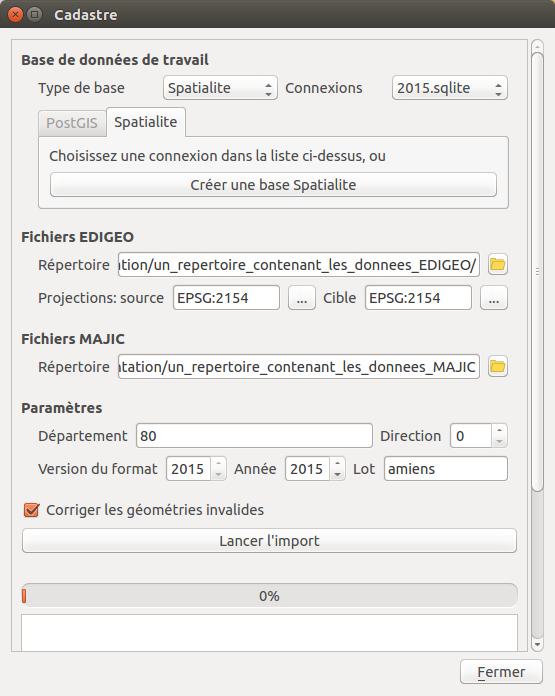 Cadastre
Base de données de travail
Type de base Spatialite Connexions 2015.sqlite
PostGIS Spatialite
Choisissez une connexion dans la liste ci-dessus, ou
Créer une base Spatialite
Fichiers EDIGEO
Répertoire ntation/un_repertoire_contenant_les_donnees_EDIGEO/
Projections: source EPSG:2154 ... Cible EPSG:2154 ...
Fichiers MAJIC
Répertoire ntation/un_repertoire_contenant_les_donnees_MAJIC
Paramètres
Département 80 Direction 0
Version du format 2015 Année 2015 Lot amiens
Corriger les géométries invalides
Lancer l'import
0%
Fermer